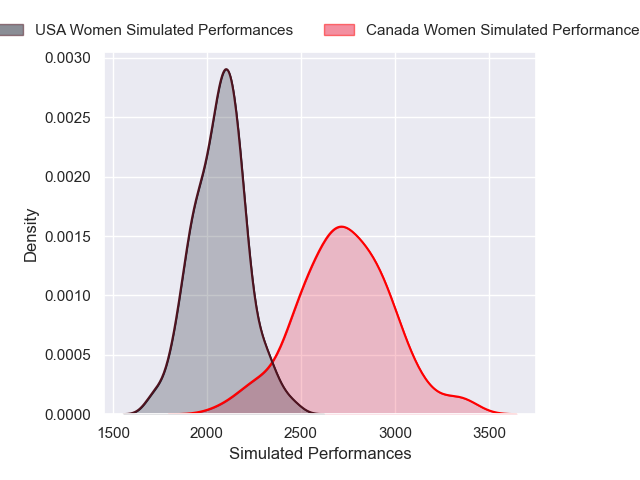 USA Women Simulated Performances
Canada Women Simulated Performance
0.0030
0.0025
0.0020
0.0015
0.0010
0.0005
0.0000
Density
1500 2000 2500 3000 3500
Simulated Performances